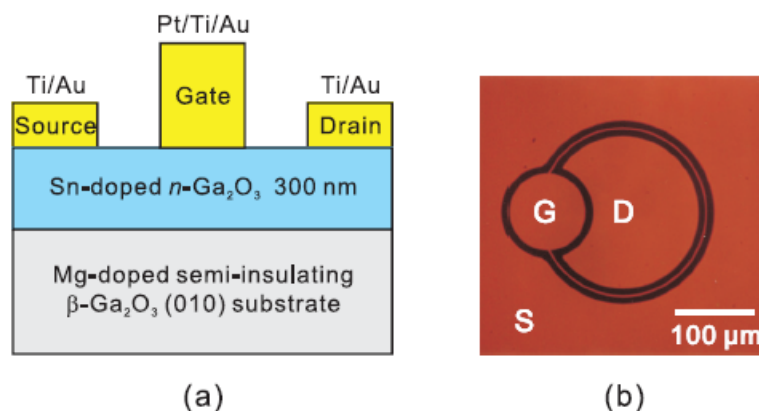 Pt/Ti/Au
Ti/Au
Gate
Ti/Au
Source
Drain
Sn-doped n-Ga₂O₃ 300 nm
Mg-doped semi-insulating
β-Ga₂O₃ (010) substrate
(a)
G
D
S
100 μm
(b)